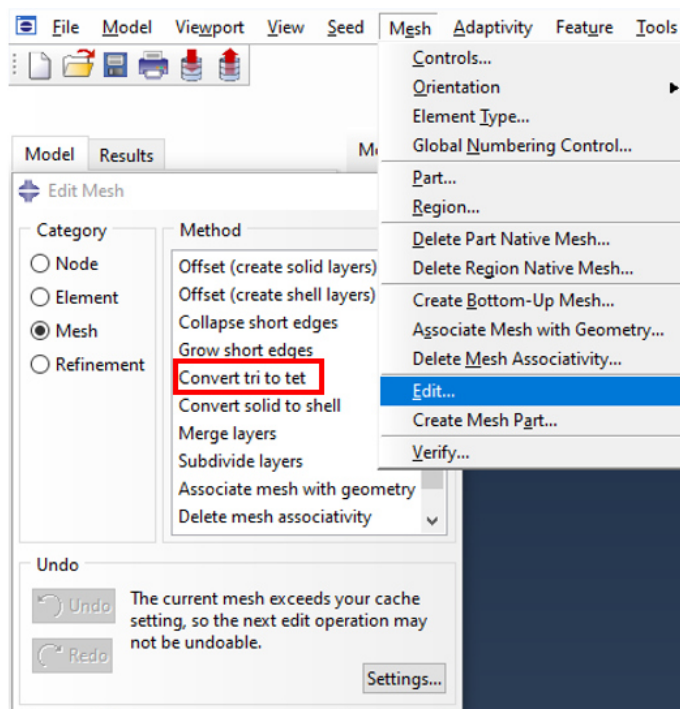 File Model Viewport View Seed Mesh Adaptivity Feature Tools
Controls...
Orientation
Element Type...
Global Numbering Control...
Part...
Region...
Delete Part Native Mesh...
Delete Region Native Mesh...
Create Bottom-Up Mesh...
Associate Mesh with Geometry...
Delete Mesh Associativity...
Edit...
Create Mesh Part...
Verify...
Model Results
Edit Mesh
Category
Node
Element
Mesh
Refinement
Method
Offset (create solid layers)
Offset (create shell layers)
Collapse short edges
Grow short edges
Convert tri to tet
Convert solid to shell
Merge layers
Subdivide layers
Associate mesh with geometry
Delete mesh associativity
Undo
Undo
Redo
The current mesh exceeds your cache
setting, so the next edit operation may
not be undoable.
Settings...